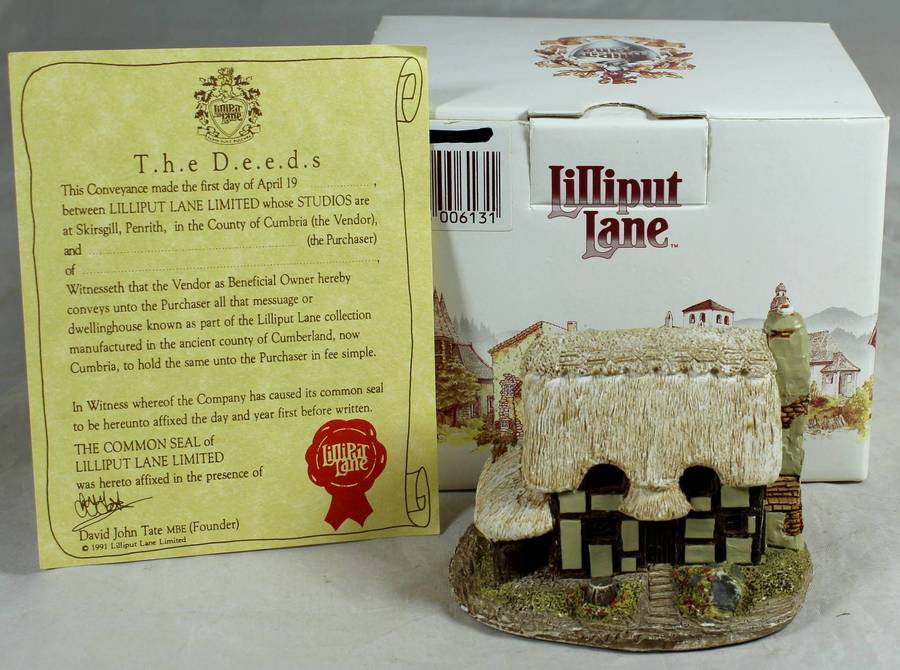 LILLIPUT LANE
T.h.e D.e.e.d.s
This Conveyance made the first day of April 19 ....................,
between LILLIPUT LANE LIMITED whose STUDIOS are
at Skirsgill, Penrith, in the County of Cumbria (the Vendor),
and .................... (the Purchaser)
of ....................,
Witnesseth that the Vendor as Beneficial Owner hereby
conveys unto the Purchaser all that message or
dwellinghouse known as part of the Lilliput Lane collection
manufactured in the ancient county of Cumberland, now
Cumbria, to hold the same unto the Purchaser in fee simple.
In Witness whereof the Company has caused its common seal
to be hereunto affixed the day and year first before written.
THE COMMON SEAL of
LILLIPUT LANE LIMITED
was hereto affixed in the presence of
David John Tate MBE (Founder)
© 1991 Lilliput Lane Limited
LILLIPUT
LANE
006131
Lilliput
Lane™